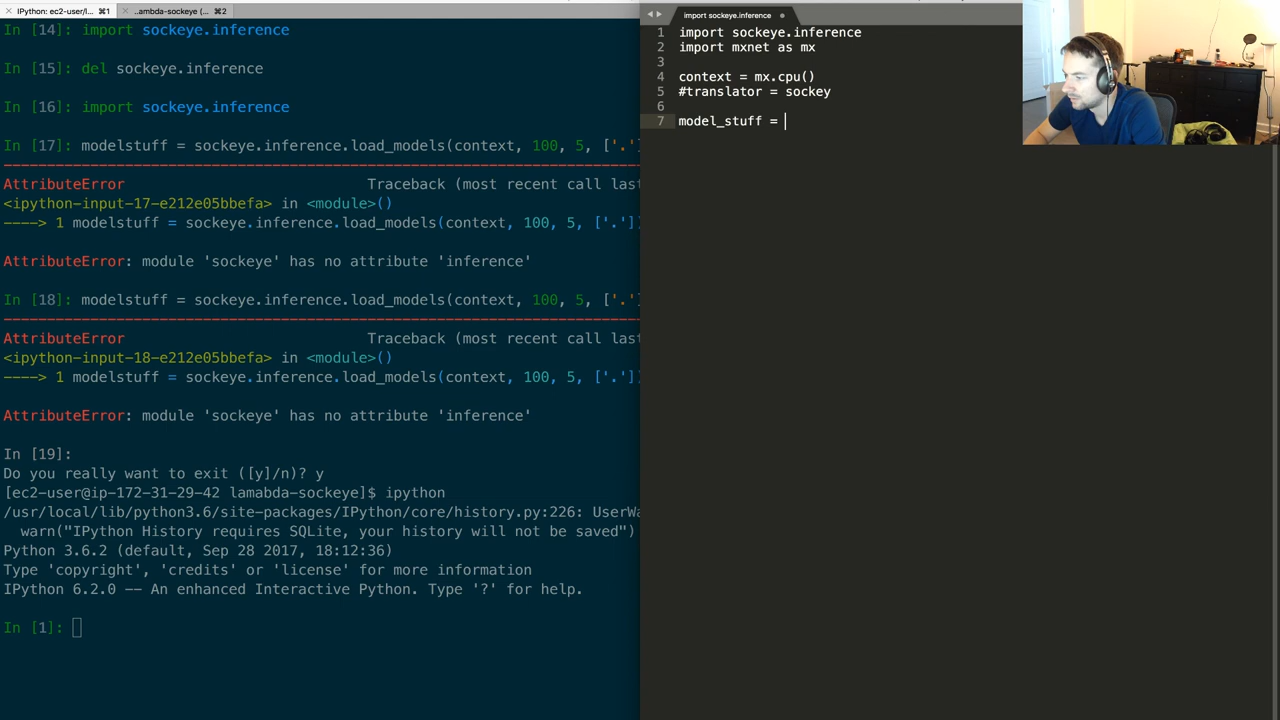 IPython: ec2-user/l... ⌘1
..ambda-sockeye (... ⌘2
In [14]: import sockeye.inference
In [15]: del sockeye.inference
In [16]: import sockeye.inference
In [17]: modelstuff = sockeye.inference.load_models(context, 100, 5, ['.']
AttributeError Traceback (most recent call last
<ipython-input-17-e212e05bbefa> in <module>()
----> 1 modelstuff = sockeye.inference.load_models(context, 100, 5, ['.'])
AttributeError: module 'sockeye' has no attribute 'inference'
In [18]: modelstuff = sockeye.inference.load_models(context, 100, 5, ['.']
AttributeError Traceback (most recent call last
<ipython-input-18-e212e05bbefa> in <module>()
----> 1 modelstuff = sockeye.inference.load_models(context, 100, 5, ['.'])
AttributeError: module 'sockeye' has no attribute 'inference'
In [19]:
Do you really want to exit ([y]/n)? y
[ec2-user@ip-172-31-29-42 lamabda-sockeye]$ ipython
/usr/local/lib/python3.6/site-packages/IPython/core/history.py:226: UserWa
warn("IPython History requires SQLite, your history will not be saved")
Python 3.6.2 (default, Sep 28 2017, 18:12:36)
Type 'copyright', 'credits' or 'license' for more information
IPython 6.2.0 -- An enhanced Interactive Python. Type '?' for help.
In [1]:
import sockeye.inference
1 import sockeye.inference
2 import mxnet as mx
3
4 context = mx.cpu()
5 #translator = sockey
6
7 model_stuff =